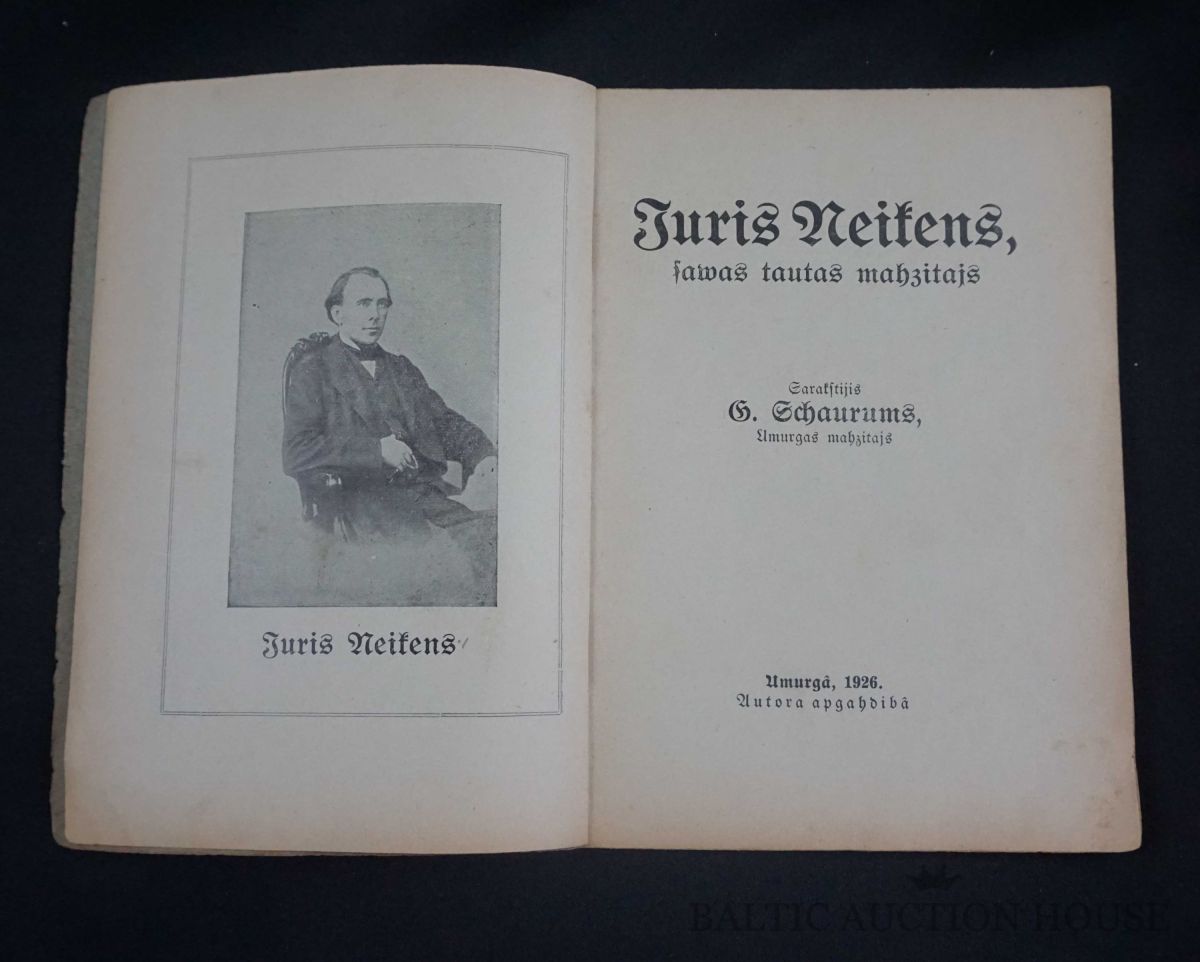 Juris Neikens
Juris Neikens,
sawas tautas mahzitajs
Sarakstijis
G. Schaurums,
Umurgas mahzitajs
Umurgâ, 1926.
Autora apgahdibâ
BALTIC AUCTION HOUSE